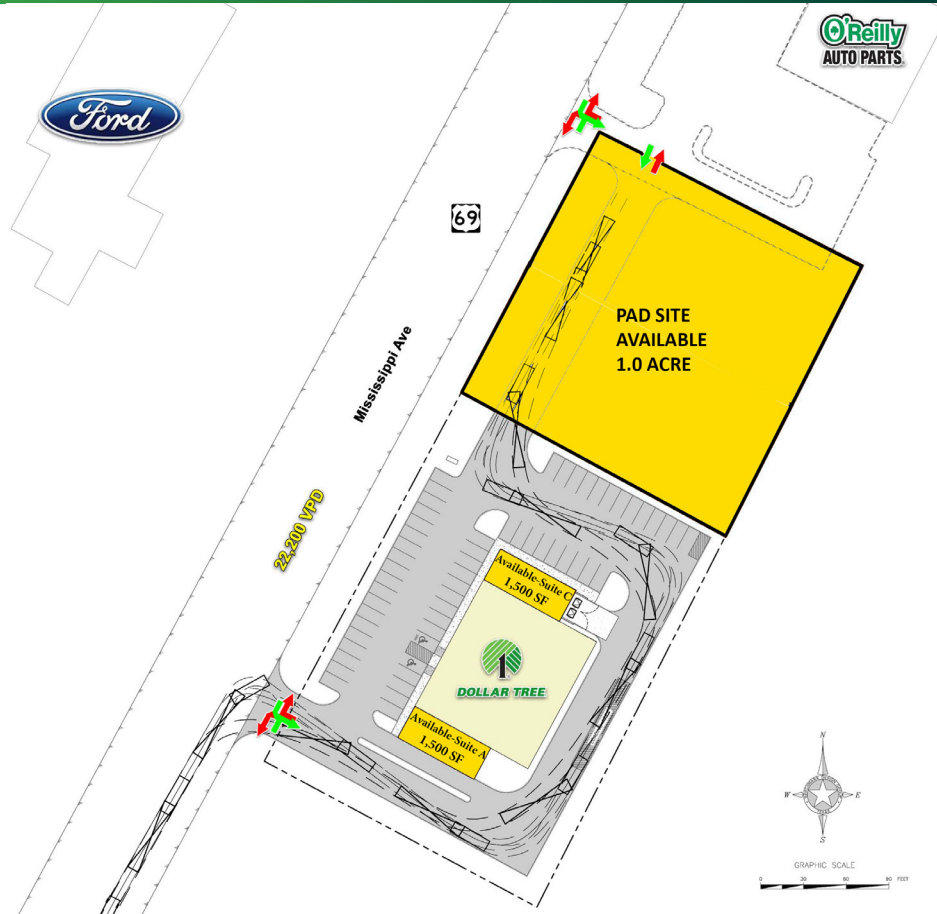 O'Reilly
AUTO PARTS
Ford
69
PAD SITE
AVAILABLE
1.0 ACRE
Mississippi Ave
22,200 VPD
Available-Suite C
1,500 SF
DOLLAR TREE
Available-Suite A
1,500 SF
N
W
E
S
GRAPHIC SCALE
0 30 60 90 FEET